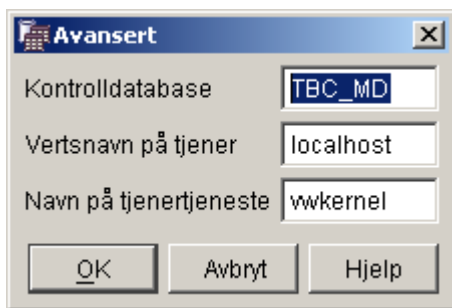 Avansert
Kontrolldatabase TBC_MD
Vertsnavn på tjener localhost
Navn på tjenertjeneste vwkernel
OK Avbryt Hjelp